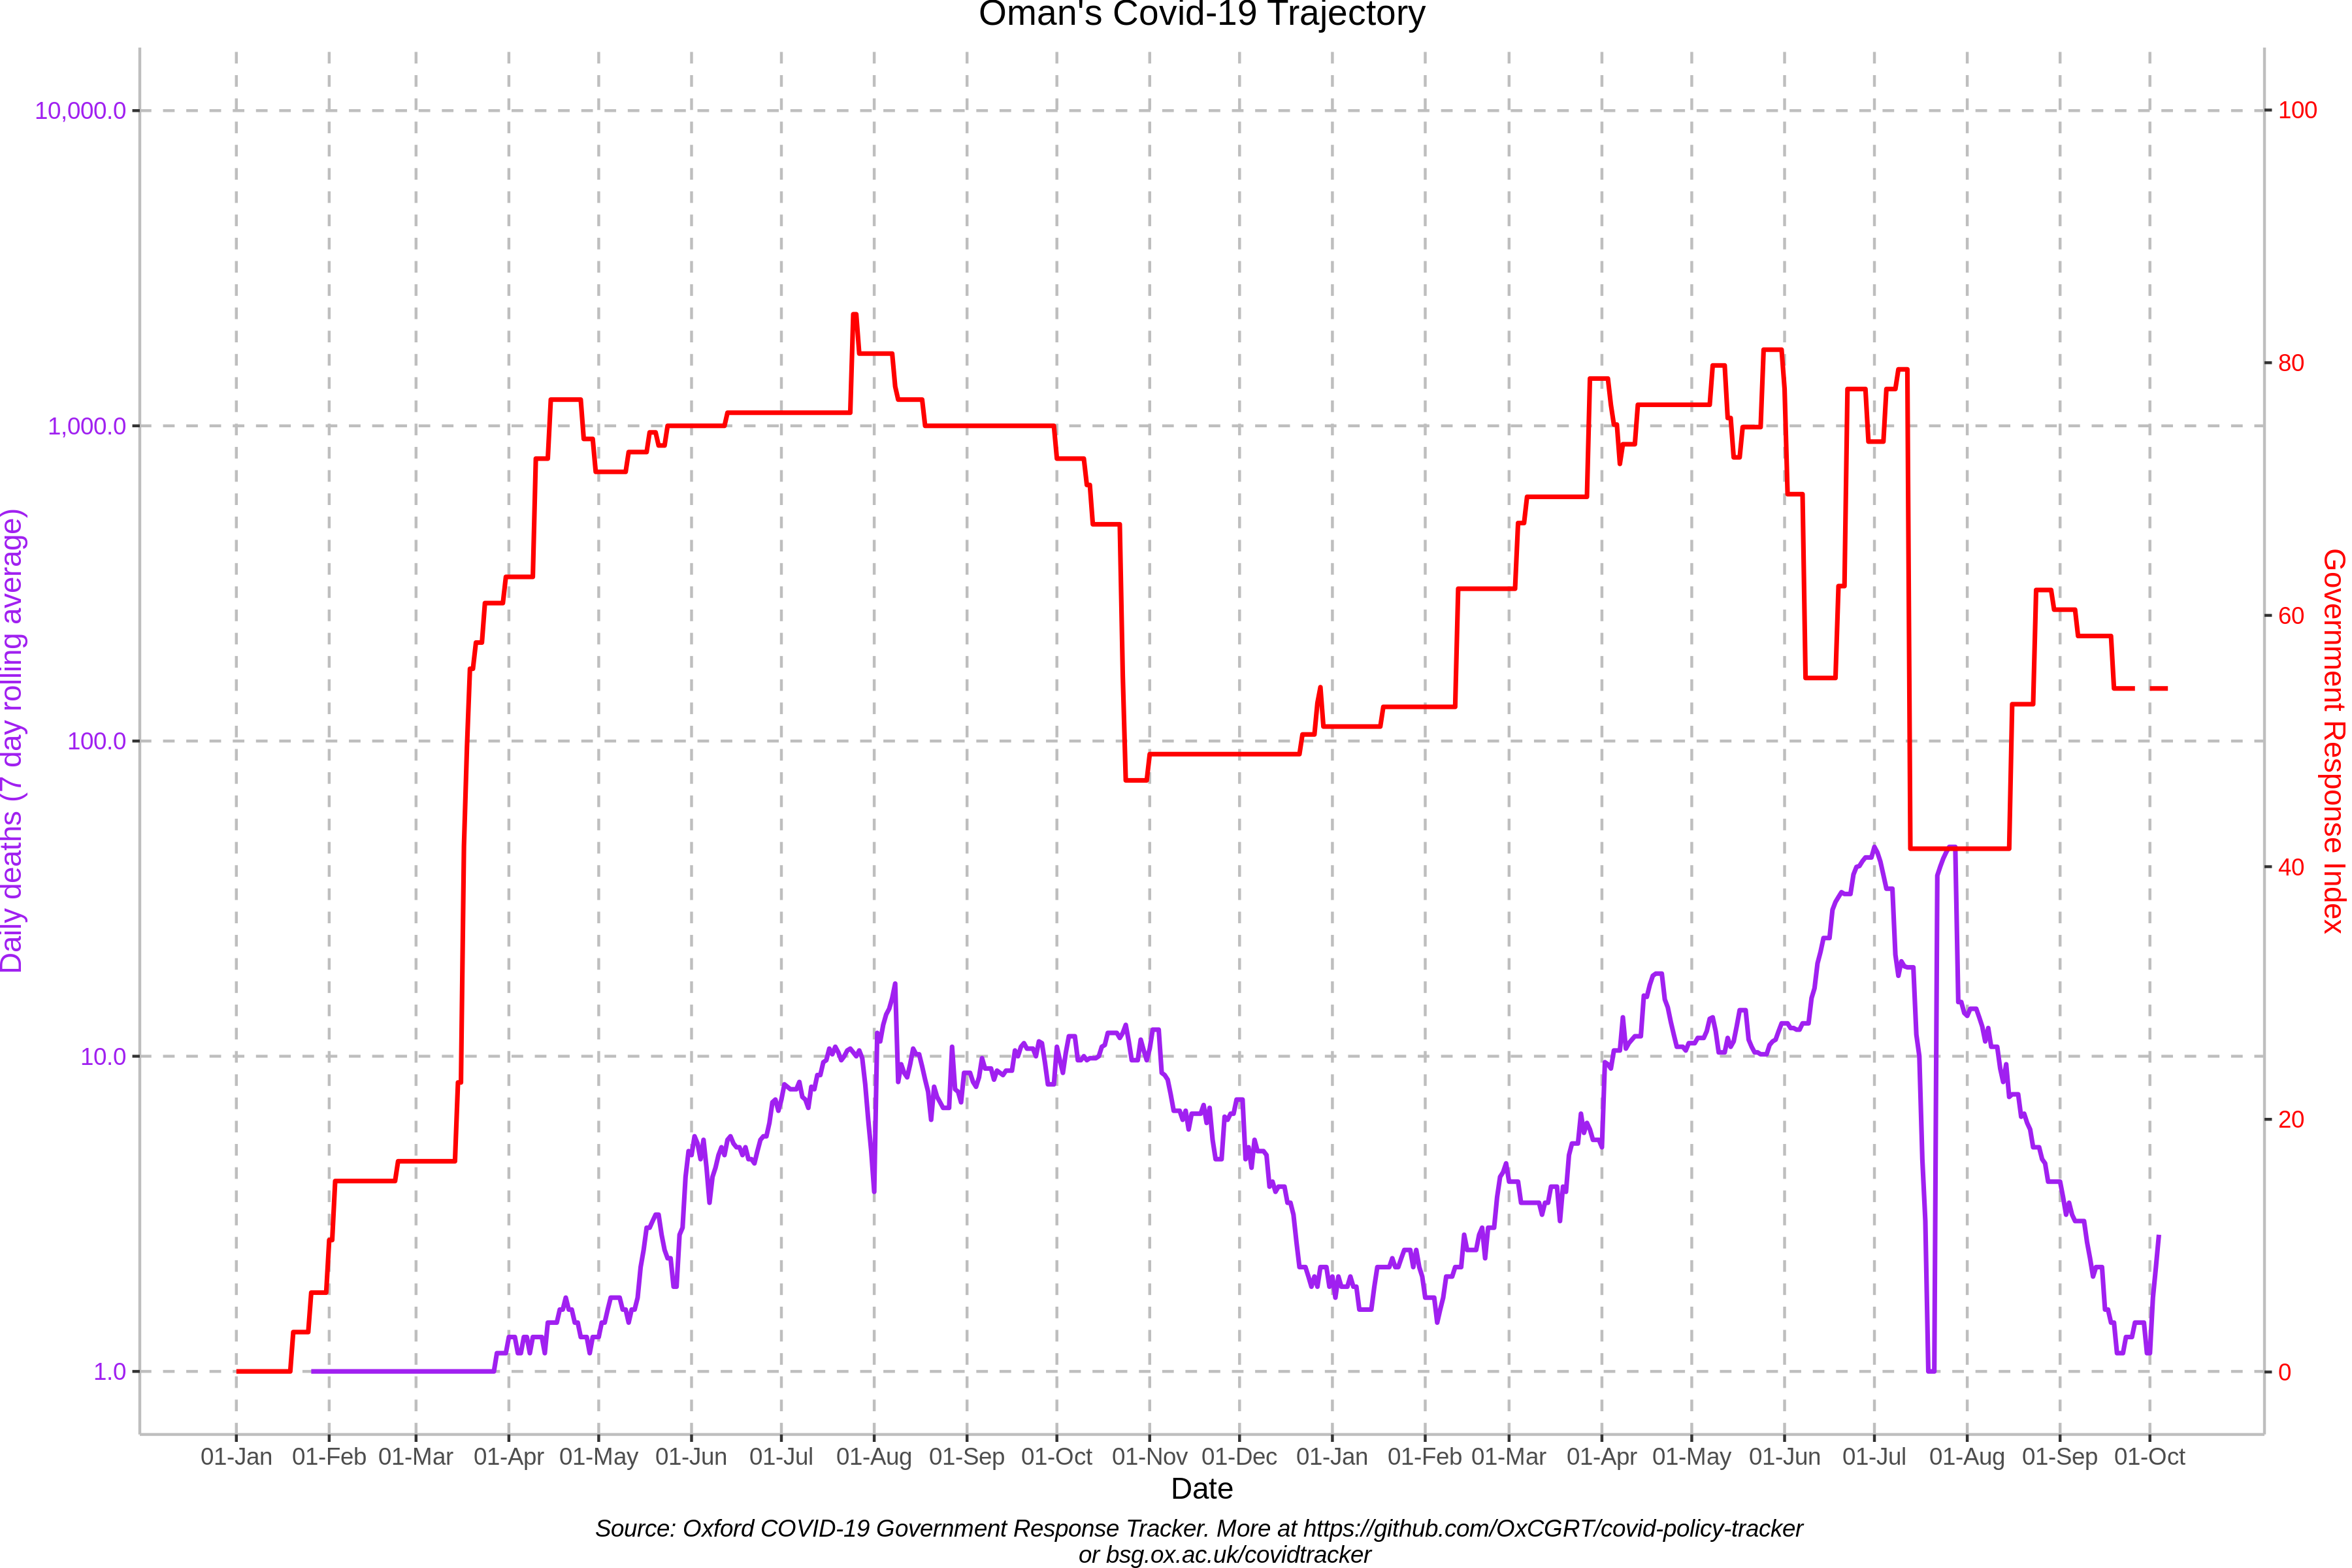 Oman's Covid-19 Trajectory
10,000.0
1,000.0
100.0
10.0
1.0
Daily deaths (7 day rolling average)
100
80
60
40
20
0
Government Response Index
01-Jan 01-Feb 01-Mar 01-Apr 01-May 01-Jun 01-Jul 01-Aug 01-Sep 01-Oct 01-Nov 01-Dec 01-Jan 01-Feb 01-Mar 01-Apr 01-May 01-Jun 01-Jul 01-Aug 01-Sep 01-Oct
Date
Source: Oxford COVID-19 Government Response Tracker. More at https://github.com/OxCGRT/covid-policy-tracker
or bsg.ox.ac.uk/covidtracker